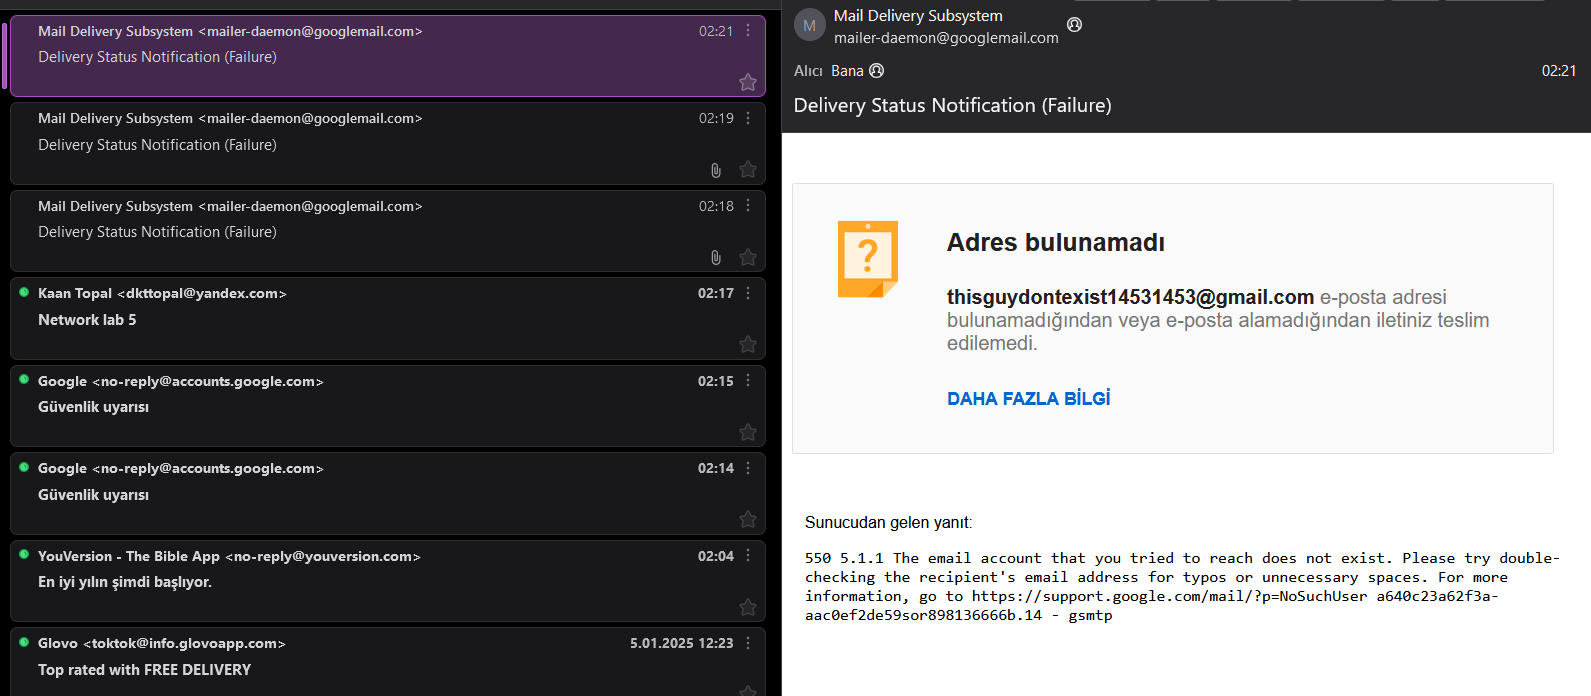 Mail Delivery Subsystem <mailer-daemon@googlemail.com>
02:21
Delivery Status Notification (Failure)
Mail Delivery Subsystem <mailer-daemon@googlemail.com>
02:19
Delivery Status Notification (Failure)
Mail Delivery Subsystem <mailer-daemon@googlemail.com>
02:18
Delivery Status Notification (Failure)
Kaan Topal <dkttopal@yandex.com>
02:17
Network lab 5
Google <no-reply@accounts.google.com>
02:15
Güvenlik uyarısı
Google <no-reply@accounts.google.com>
02:14
Güvenlik uyarısı
YouVersion - The Bible App <no-reply@youversion.com>
02:04
En iyi yılın şimdi başlıyor.
Glovo <toktok@info.glovoapp.com>
5.01.2025 12:23
Top rated with FREE DELIVERY
M
Mail Delivery Subsystem
mailer-daemon@googlemail.com
Alıcı Bana
02:21
Delivery Status Notification (Failure)
?
Adres bulunamadı
thisguydontexist14531453@gmail.com e-posta adresi
bulunamadığından veya e-posta alamadığından iletiniz teslim
edilemedi.
DAHA FAZLA BİLGİ
Sunucudan gelen yanıt:
550 5.1.1 The email account that you tried to reach does not exist. Please try double-
checking the recipient's email address for typos or unnecessary spaces. For more
information, go to https://support.google.com/mail/?p=NoSuchUser a640c23a62f3a-
aac0ef2de59sor898136666b.14 - gsmtp